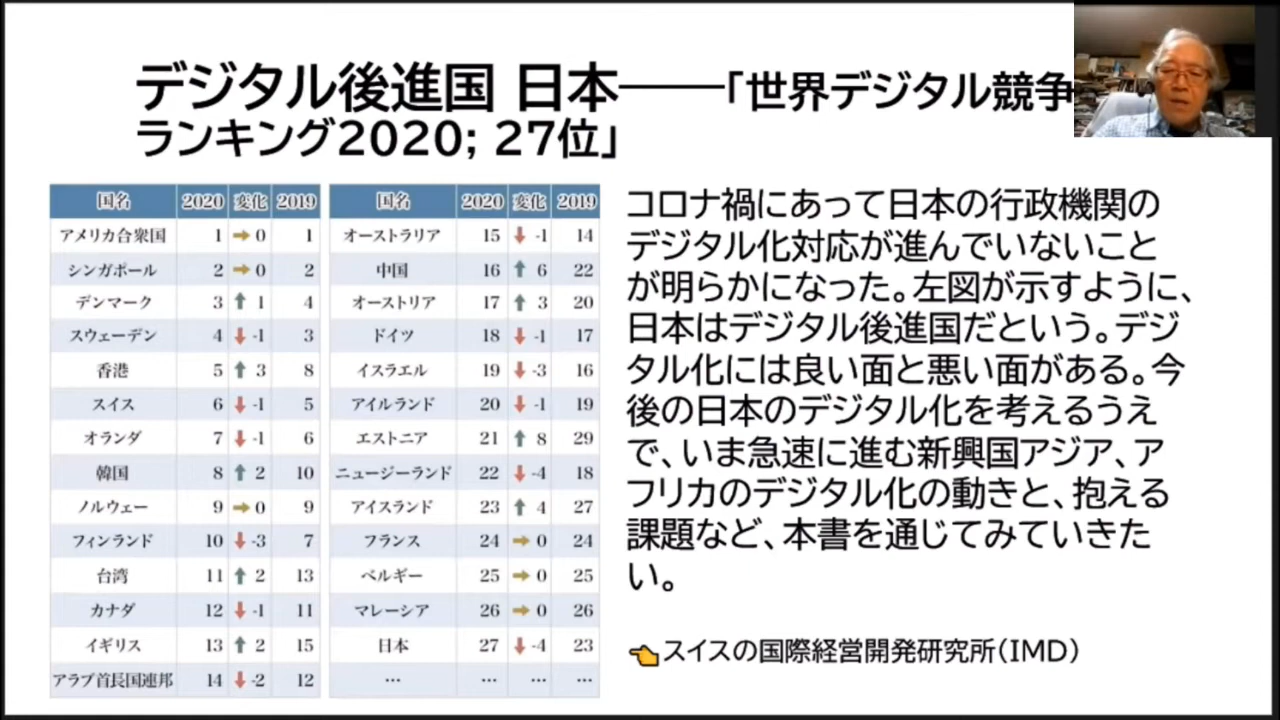 デジタル後進国 日本――「世界デジタル競争
ランキング2020; 27位」
国名 2020 変化 2019
アメリカ合衆国 1 ➡ 0 1
シンガポール 2 ➡ 0 2
デンマーク 3 ⬆ 1 4
スウェーデン 4 ⬇ -1 3
香港 5 ⬆ 3 8
スイス 6 ⬇ -1 5
オランダ 7 ⬇ -1 6
韓国 8 ⬆ 2 10
ノルウェー 9 ➡ 0 9
フィンランド 10 ⬇ -3 7
台湾 11 ⬆ 2 13
カナダ 12 ⬇ -1 11
イギリス 13 ⬆ 2 15
アラブ首長国連邦 14 ⬇ -2 12
国名 2020 変化 2019
オーストラリア 15 ⬇ -1 14
中国 16 ⬆ 6 22
オーストリア 17 ⬆ 3 20
ドイツ 18 ⬇ -1 17
イスラエル 19 ⬇ -3 16
アイルランド 20 ⬇ -1 19
エストニア 21 ⬆ 8 29
ニュージーランド 22 ⬇ -4 18
アイスランド 23 ⬆ 4 27
フランス 24 ➡ 0 24
ベルギー 25 ➡ 0 25
マレーシア 26 ➡ 0 26
日本 27 ⬇ -4 23
… … … …
コロナ禍にあって日本の行政機関の
デジタル化対応が進んでいないこと
が明らかになった。左図が示すように、
日本はデジタル後進国だという。デジ
タル化には良い面と悪い面がある。今
後の日本のデジタル化を考えるうえ
で、いま急速に進む新興国アジア、ア
フリカのデジタル化の動きと、抱える
課題など、本書を通じてみていきた
い。
👈スイスの国際経営開発研究所(IMD)